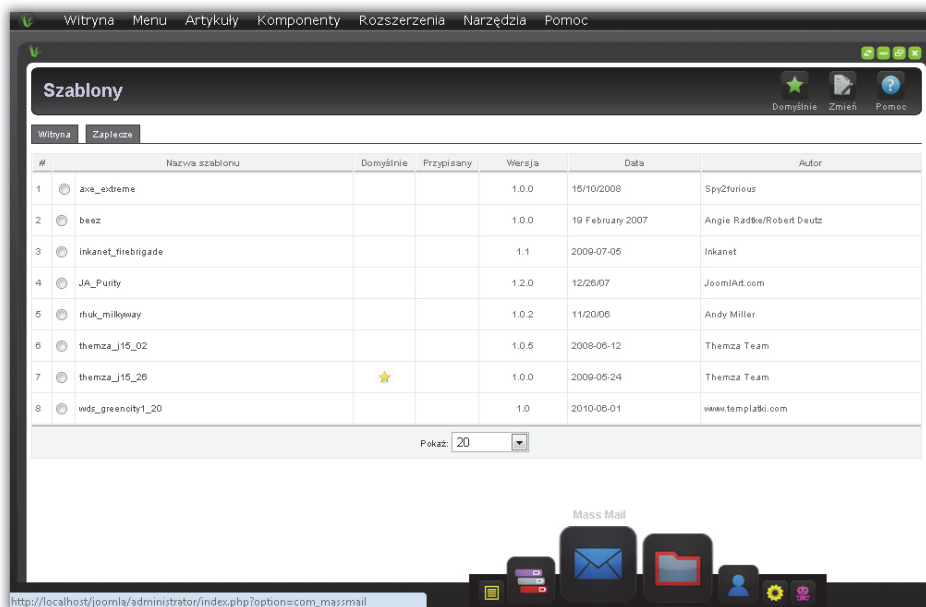 Witryna Menu Artykuły Komponenty Rozszerzenia Narzędzia Pomoc
Szablony
Domyślnie Zmień Pomoc
Witryna Zaplecze
# Nazwa szablonu Domyślnie Przypisany Wersja Data Autor
1 axe_extreme 1.0.0 15/10/2008 Spy2furious
2 beez 1.0.0 19 February 2007 Angie Radtke/Robert Deutz
3 inkanet_firebrigade 1.1 2009-07-05 Inkanet
4 JA_Purity 1.2.0 12/26/07 JoomlArt.com
5 rhuk_milkyway 1.0.2 11/20/06 Andy Miller
6 themza_j15_02 1.0.5 2008-06-12 Themza Team
7 themza_j15_26 1.0.0 2009-05-24 Themza Team
8 wds_greencity1_20 1.0 2010-06-01 www.templatki.com
Pokaż: 20
Mass Mail
http://localhost/joomla/administrator/index.php?option=com_massmail